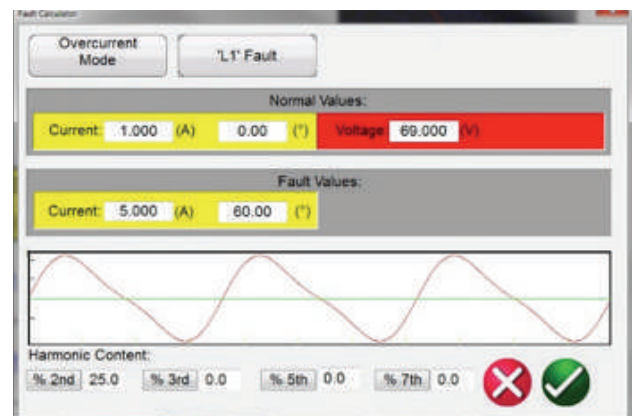 Fault Calculator
Overcurrent
Mode
'L1' Fault
Normal Values:
Current: 1.000 (A) 0.00 (°) Voltage 69.000 (V)
Fault Values:
Current: 5.000 (A) 60.00 (°)
Harmonic Content:
% 2nd 25.0 % 3rd 0.0 % 5th 0.0 % 7th 0.0